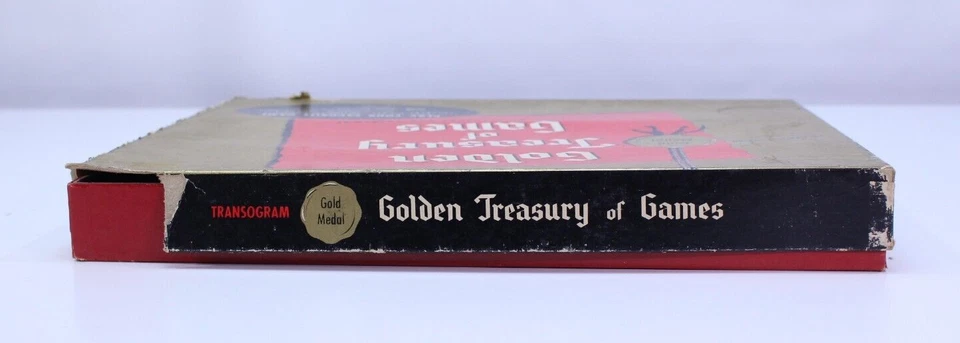 Golden
Treasury
of
Games
TRANSOGRAM
Gold
Medal
Golden Treasury of Games